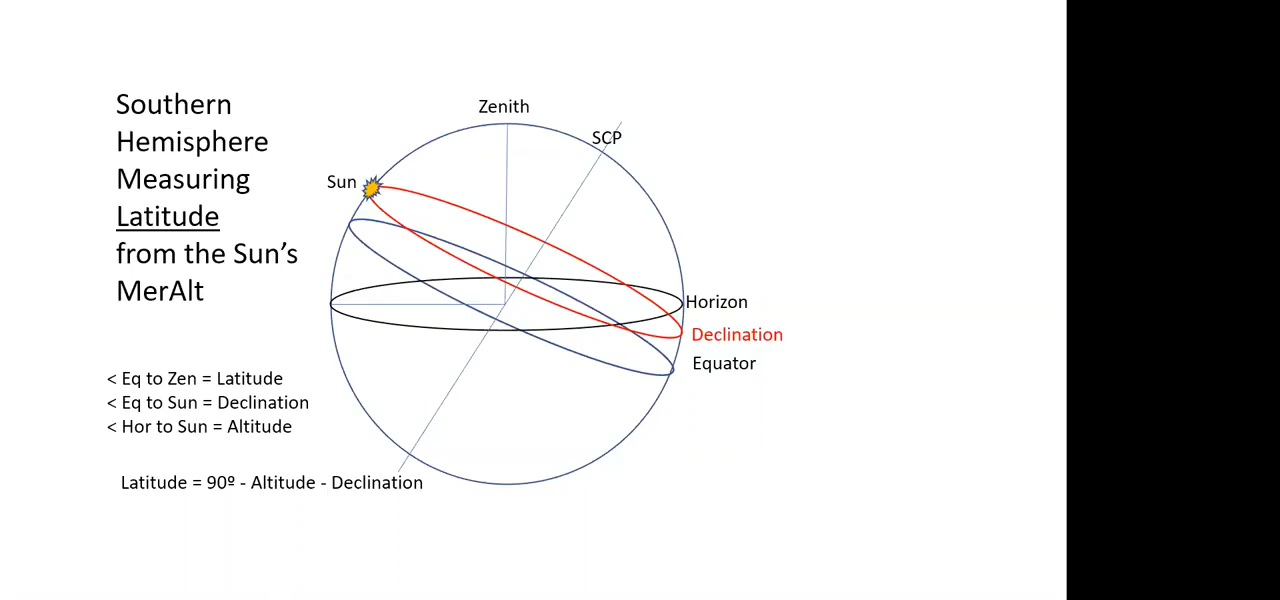 Southern
Hemisphere
Measuring
Latitude
from the Sun's
MerAlt
Zenith
SCP
Sun
Horizon
Declination
Equator
< Eq to Zen = Latitude
< Eq to Sun = Declination
< Hor to Sun = Altitude
Latitude = 90º - Altitude - Declination